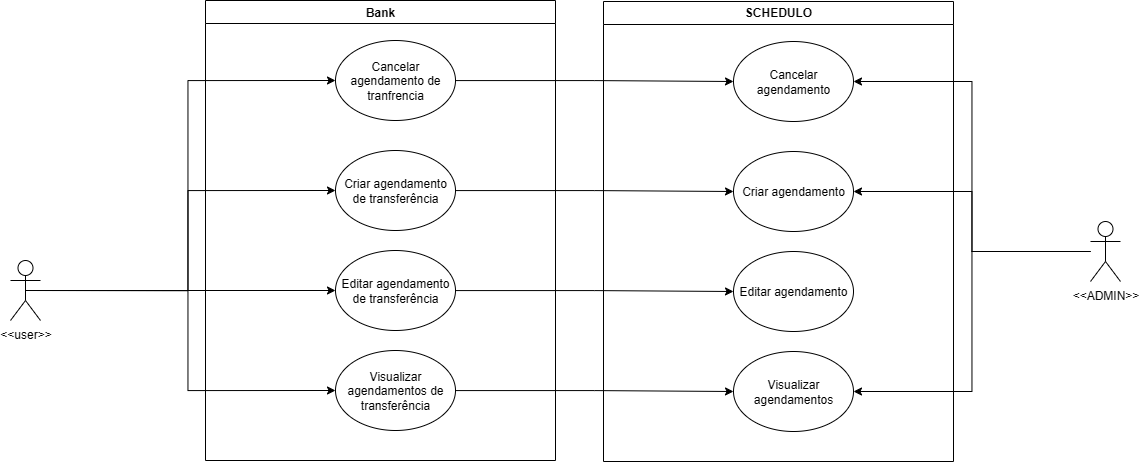 Bank
SCHEDULO
Cancelar
agendamento de
tranfrencia
Cancelar
agendamento
Criar agendamento
de transferência
Criar agendamento
Editar agendamento
de transferência
Editar agendamento
Visualizar
agendamentos de
transferência
Visualizar
agendamentos
<<user>>
<<ADMIN>>